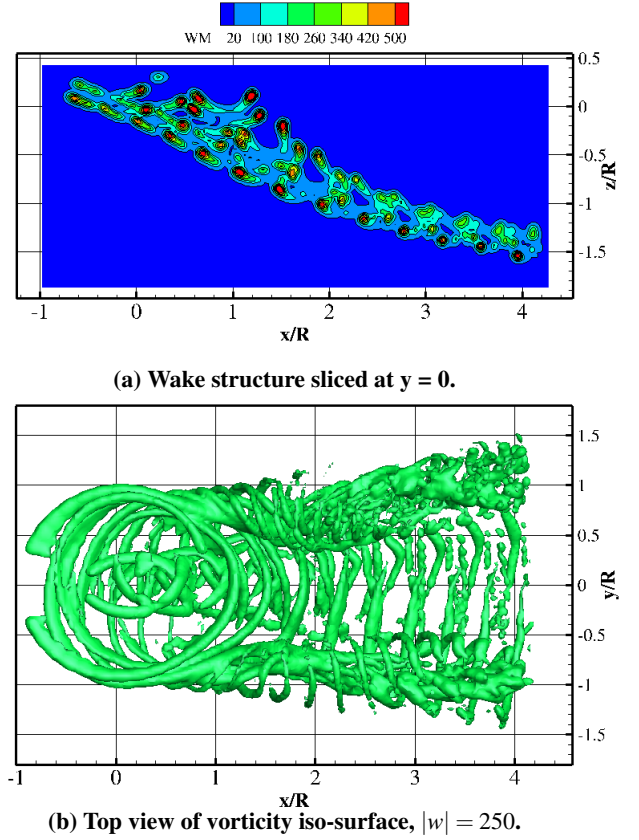 WM 20 100 180 260 340 420 500
0.5
0
-0.5
-1
-1.5
z/R
-1 0 1 2 3 4
x/R
(a) Wake structure sliced at y = 0.
1.5
1
0.5
0
-0.5
-1
-1.5
y/R
-1 0 1 2 3 4
x/R
(b) Top view of vorticity iso-surface, |w| = 250.